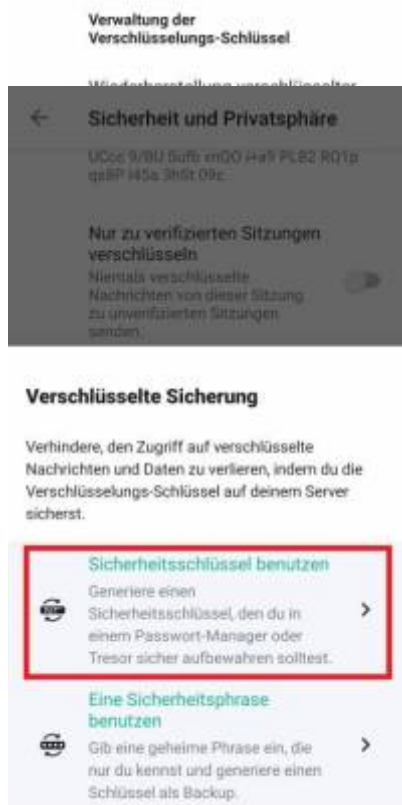 Verwaltung der
Verschlüsselungs-Schlüssel
Sicherheit und Privatsphäre
Nur zu verifizierten Sitzungen
verschlüsseln
Niemals verschlüsselte
Nachrichten von dieser Sitzung
zu unverifizierten Sitzungen
senden.
Verschlüsselte Sicherung
Verhindere, den Zugriff auf verschlüsselte
Nachrichten und Daten zu verlieren, indem du die
Verschlüsselungs-Schlüssel auf deinem Server
sicherst.
Sicherheitsschlüssel benutzen
Generiere einen
Sicherheitsschlüssel, den du in
einem Passwort-Manager oder
Tresor sicher aufbewahren solltest.
Eine Sicherheitsphrase
benutzen
Gib eine geheime Phrase ein, die
nur du kennst und generiere einen
Schlüssel als Backup.